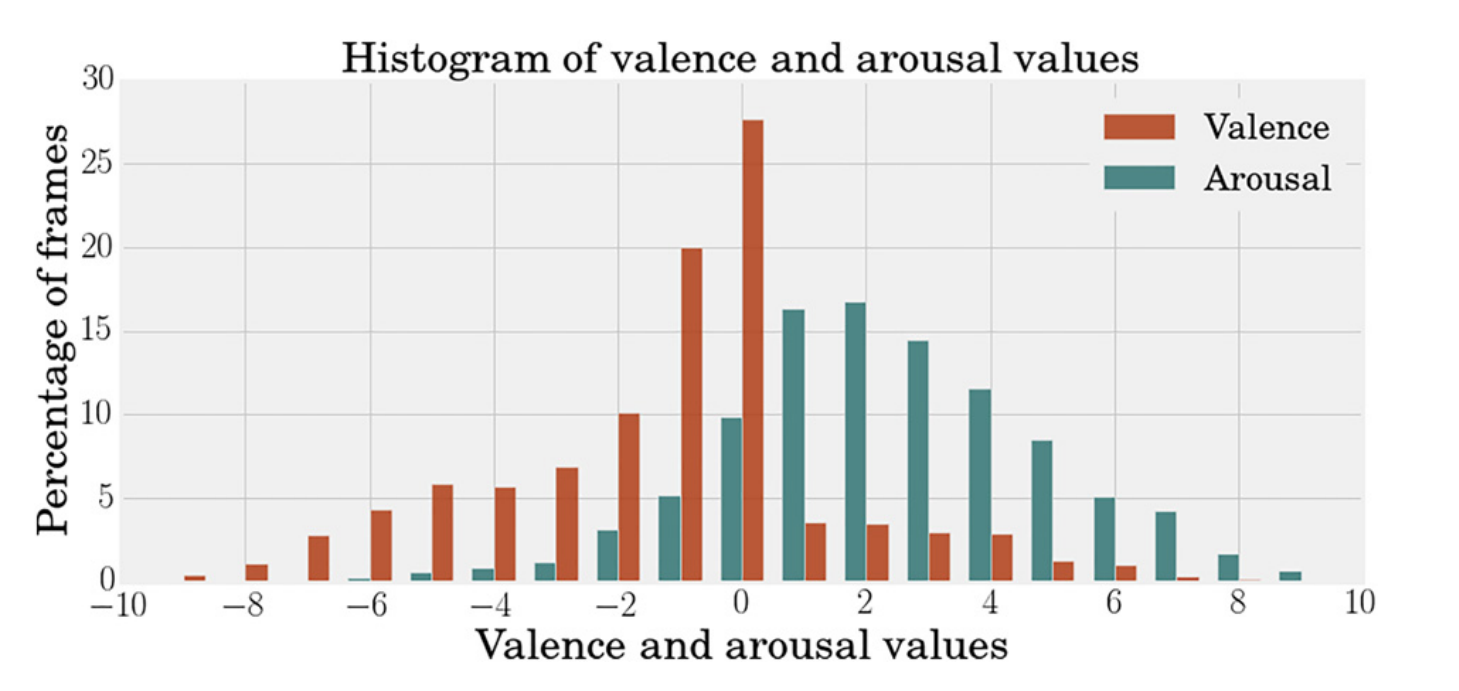 Histogram of valence and arousal values
Percentage of frames
30
25
20
15
10
5
0
Valence
Arousal
−10 −8 −6 −4 −2 0 2 4 6 8 10
Valence and arousal values